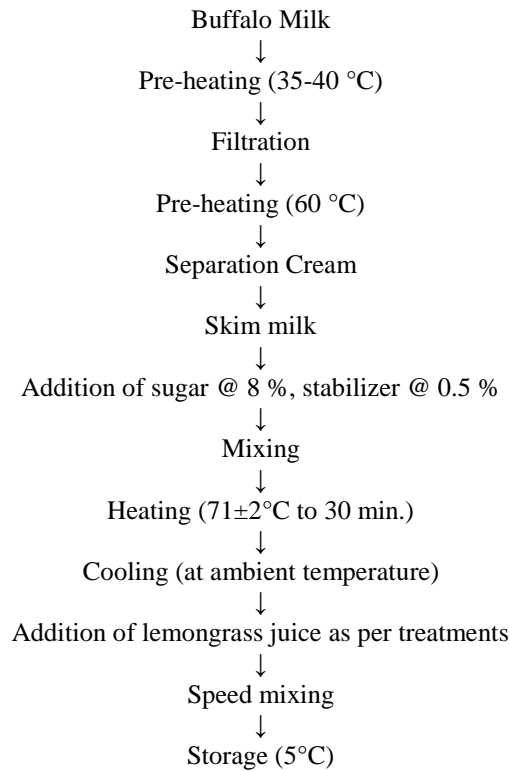 Buffalo Milk
↓
Pre-heating (35-40 °C)
↓
Filtration
↓
Pre-heating (60 °C)
↓
Separation Cream
↓
Skim milk
↓
Addition of sugar @ 8 %, stabilizer @ 0.5 %
↓
Mixing
↓
Heating (71±2°C to 30 min.)
↓
Cooling (at ambient temperature)
↓
Addition of lemongrass juice as per treatments
↓
Speed mixing
↓
Storage (5°C)